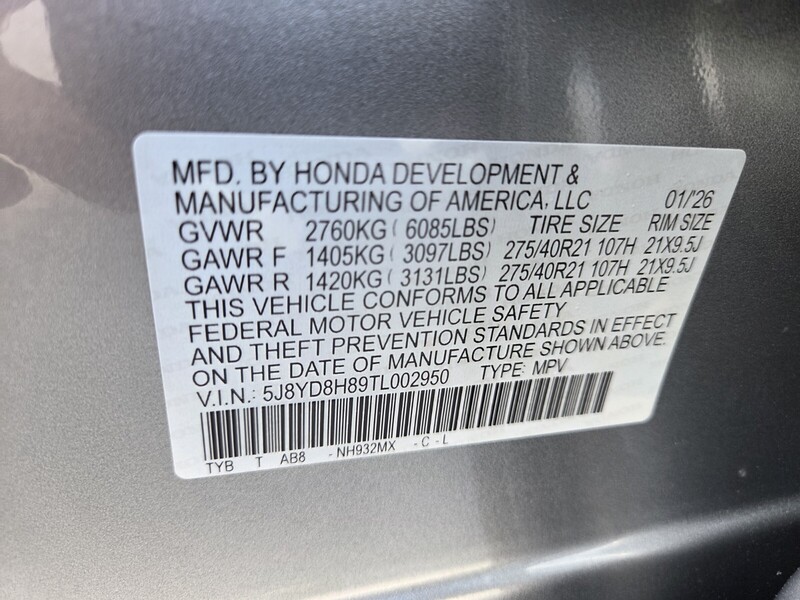 MFD. BY HONDA DEVELOPMENT &
MANUFACTURING OF AMERICA, LLC 01/'26
GVWR 2760KG ( 6085LBS) TIRE SIZE RIM SIZE
GAWR F 1405KG ( 3097LBS) 275/40R21 107H 21X9.5J
GAWR R 1420KG ( 3131LBS) 275/40R21 107H 21X9.5J
THIS VEHICLE CONFORMS TO ALL APPLICABLE
FEDERAL MOTOR VEHICLE SAFETY
AND THEFT PREVENTION STANDARDS IN EFFECT
ON THE DATE OF MANUFACTURE SHOWN ABOVE.
V.I.N.: 5J8YD8H89TL002950 TYPE: MPV
TYB T AB8 -NH932MX -C-L